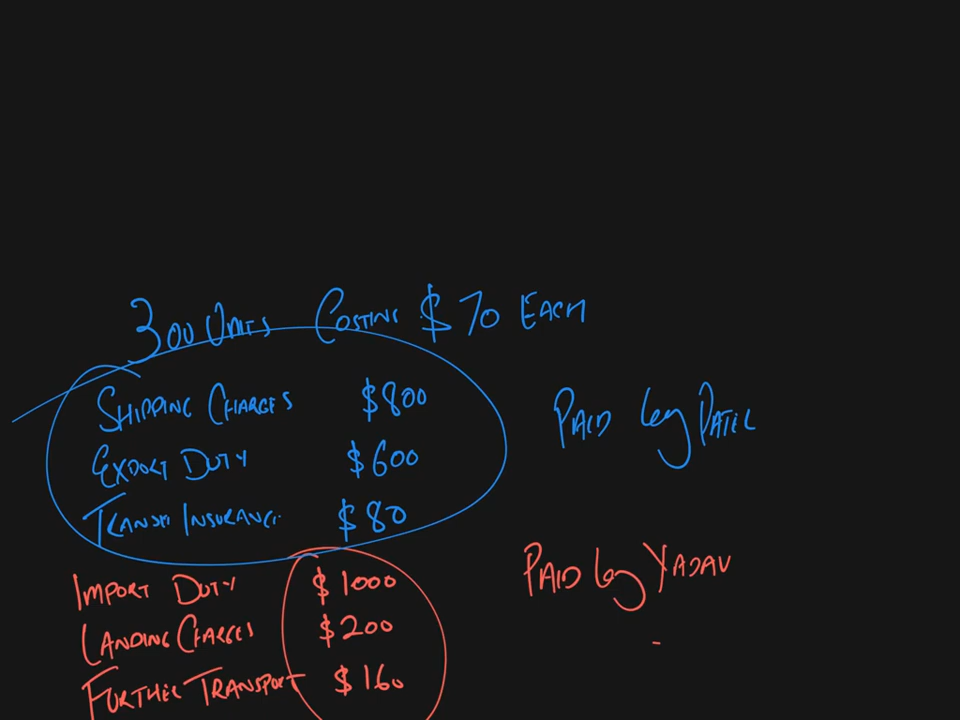 300 Units Costing $70 Each
Shipping Charges $800
Paid by Patel
Export Duty $600
Transit Insurance $80
Import Duty $1000
Paid by Yadav
Landing Charges $200
Further Transport $160